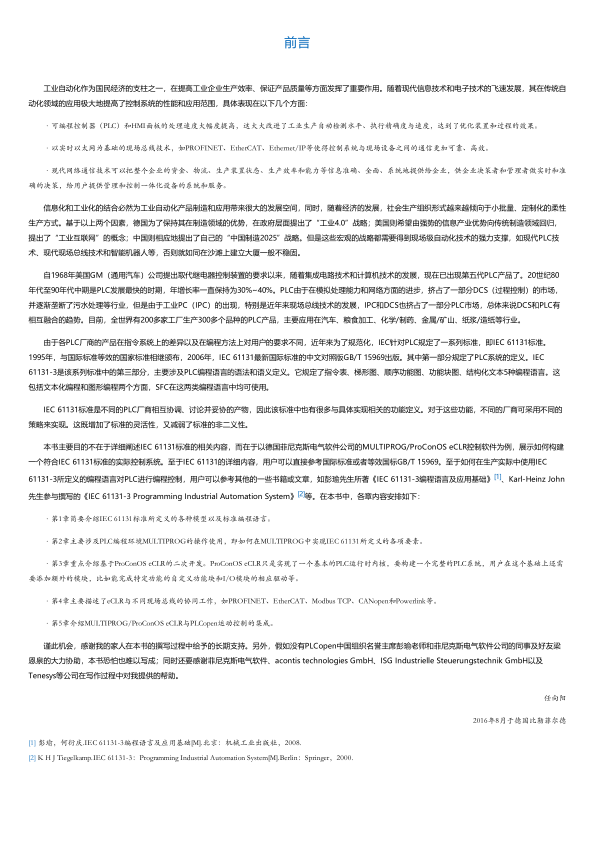 前言
工业自动化作为国民经济的支柱之一，在提高工业企业生产效率、保证产品质量等方面发挥了重要作用。随着现代信息技术和电子技术的飞速发展，其在传统自
动化领域的应用极大地提高了控制系统的性能和应用范围，具体表现在以下几个方面：
· 可编程控制器（PLC）和HMI面板的处理速度大幅度提高，这大大改进了工业生产自动检测水平、执行精确度与速度，达到了优化装置和过程的效果。
· 以实时以太网为基础的现场总线技术，如PROFINET、EtherCAT、Ethernet/IP等使得控制系统与现场设备之间的通信更加可靠、高效。
· 现代网络通信技术可以把整个企业的资金、物流、生产装置状态、生产效率和能力等信息准确、全面、系统地提供给企业，供企业决策者和管理者做实时和准
确的决策，给用户提供管理和控制一体化设备的系统和服务。
信息化和工业化的结合必然为工业自动化产品制造和应用带来很大的发展空间，同时，随着经济的发展，社会生产组织形式越来越倾向于小批量、定制化的柔性
生产方式。基于以上两个因素，德国为了保持其在制造领域的优势，在政府层面提出了“工业4.0”战略；美国则希望由强势的信息产业优势向传统制造领域回归，
提出了“工业互联网”的概念；中国则相应地提出了自己的“中国制造2025”战略。但是这些宏观的战略都需要得到现场级自动化技术的强力支撑，如现代PLC技
术、现代现场总线技术和智能机器人等，否则就如同在沙滩上建立大厦一般不稳固。
自1968年美国GM（通用汽车）公司提出取代继电器控制装置的要求以来，随着集成电路技术和计算机技术的发展，现在已出现第五代PLC产品了。20世纪80
年代至90年代中期是PLC发展最快的时期，年增长率一直保持为30%~40%。PLC由于在模拟处理能力和网络方面的进步，挤占了一部分DCS（过程控制）的市场，
并逐渐垄断了污水处理等行业，但是由于工业PC（IPC）的出现，特别是近年来现场总线技术的发展，IPC和DCS也挤占了一部分PLC市场，总体来说DCS和PLC有
相互融合的趋势。目前，全世界有200多家工厂生产300多个品种的PLC产品，主要应用在汽车、粮食加工、化学/制药、金属/矿山、纸浆/造纸等行业。
由于各PLC厂商的产品在指令系统上的差异以及在编程方法上对用户的要求不同，近年来为了规范化，IEC针对PLC规定了一系列标准，即IEC 61131标准。
1995年，与国际标准等效的国家标准相继颁布，2006年，IEC 61131最新国际标准的中文对照版GB/T 15969出版。其中第一部分规定了PLC系统的定义。IEC
61131-3是该系列标准中的第三部分，主要涉及PLC编程语言的语法和语义定义。它规定了指令表、梯形图、顺序功能图、功能块图、结构化文本5种编程语言。这
包括文本化编程和图形编程两个方面，SFC在这两类编程语言中均可使用。
IEC 61131标准是不同的PLC厂商相互协调、讨论并妥协的产物，因此该标准中也有很多与具体实现相关的功能定义。对于这些功能，不同的厂商可采用不同的
策略来实现。这既增加了标准的灵活性，又减弱了标准的非二义性。
本书主要目的不在于详细阐述IEC 61131标准的相关内容，而在于以德国菲尼克斯电气软件公司的MULTIPROG/ProConOS eCLR控制软件为例，展示如何构建
一个符合IEC 61131标准的实际控制系统。至于IEC 61131的详细内容，用户可以直接参考国际标准或者等效国标GB/T 15969。至于如何在生产实际中使用IEC
61131-3所定义的编程语言对PLC进行编程控制，用户可以参考其他的一些书籍或文章，如彭瑜先生所著《IEC 61131-3编程语言及应用基础》[1]、Karl-Heinz John
先生参与撰写的《IEC 61131-3 Programming Industrial Automation System》[2]等。在本书中，各章内容安排如下：
· 第1章简要介绍IEC 61131标准所定义的各种模型以及标准编程语言。
· 第2章主要涉及PLC编程环境MULTIPROG的操作使用，即如何在MULTIPROG中实现IEC 61131所定义的各项要素。
· 第3章重点介绍基于ProConOS eCLR的二次开发。ProConOS eCLR只是实现了一个基本的PLC运行时内核，要构建一个完整的PLC系统，用户在这个基础上还需
要添加额外的模块，比如能完成特定功能的自定义功能块和I/O模块的相应驱动等。
· 第4章主要描述了eCLR与不同现场总线的协同工作，如PROFINET、EtherCAT、Modbus TCP、CANopen和Powerlink等。
· 第5章介绍MULTIPROG/ProConOS eCLR与PLCopen运动控制的集成。
谨此机会，感谢我的家人在本书的撰写过程中给予的长期支持。另外，假如没有PLCopen中国组织名誉主席彭瑜老师和菲尼克斯电气软件公司的同事及好友梁
恩泉的大力协助，本书恐怕也难以写成；同时还要感谢菲尼克斯电气软件、acontis technologies GmbH、ISG Industrielle Steuerungstechnik GmbH以及
Tenesys等公司在写作过程中对我提供的帮助。
任向阳
2016年8月于德国比勒菲尔德
[1] 彭瑜，何衍庆.IEC 61131-3编程语言及应用基础[M].北京：机械工业出版社，2008.
[2] K H J Tiegelkamp.IEC 61131-3：Programming Industrial Automation System[M].Berlin：Springer，2000.